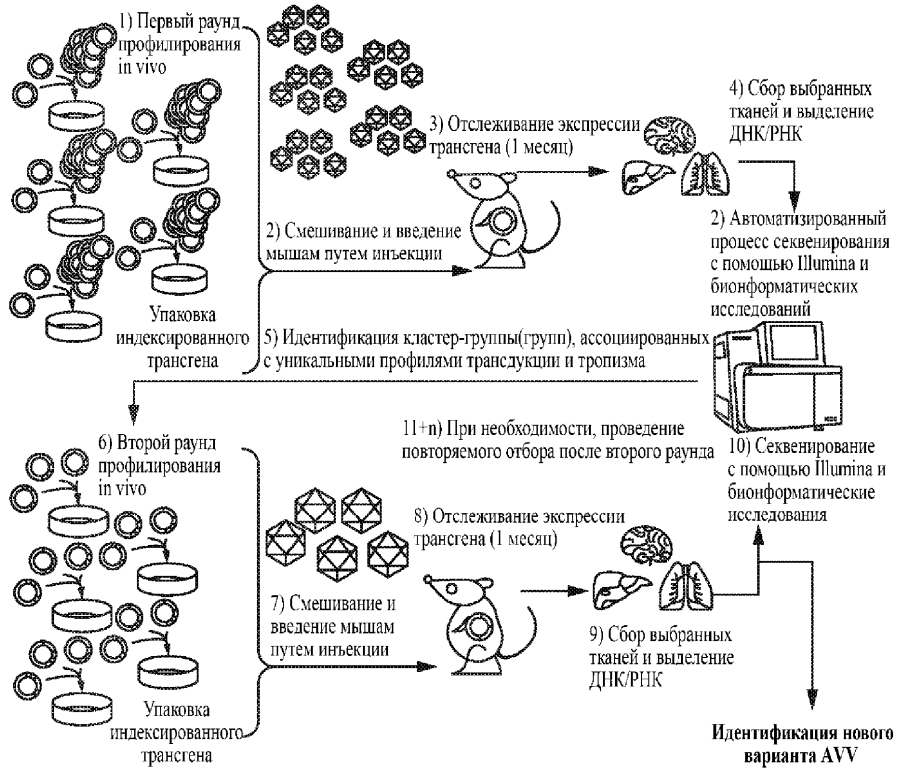 1) Первый раунд
профилирования
in vivo
Упаковка
индексированного
трансгена
2) Смешивание и введение
мышам путем инъекции
3) Отслеживание экспрессии
трансгена (1 месяц)
4) Сбор выбранных
тканей и выделение
ДНК/РНК
2) Автоматизированный
процесс секвенирования
с помощью Illumina и
бионформатических
исследований
5) Идентификация кластер-группы(групп), ассоциированных
с уникальными профилями трансдукции и тропизма
6) Второй раунд
профилирования
in vivo
Упаковка
индексированного
трансгена
7) Смешивание и
введение мышам
путем инъекции
8) Отслеживание экспрессии
трансгена (1 месяц)
9) Сбор выбранных
тканей и выделение
ДНК/РНК
10) Секвенирование
с помощью Illumina и
бионформатические
исследования
11+n) При необходимости, проведение
повторяемого отбора после второго раунда
Идентификация нового
варианта AVV